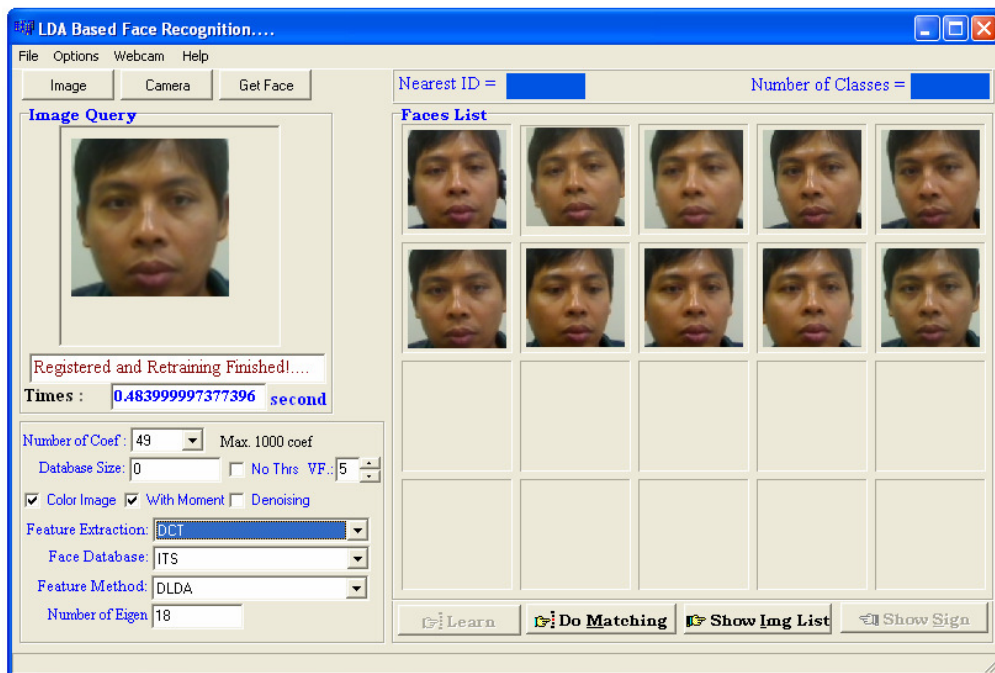 LDA Based Face Recognition....
File Options Webcam Help
Image Camera Get Face
Nearest ID = Number of Classes =
Image Query
Faces List
Registered and Retraining Finished!....
Times : 0.483999997377396 second
Number of Coef : 49 Max. 1000 coef
Database Size: 0 No Thrs VF.: 5
Color Image With Moment Denoising
Feature Extraction: DCT
Face Database: ITS
Feature Method: DLDA
Number of Eigen 18
Learn Do Matching Show Img List Show Sign